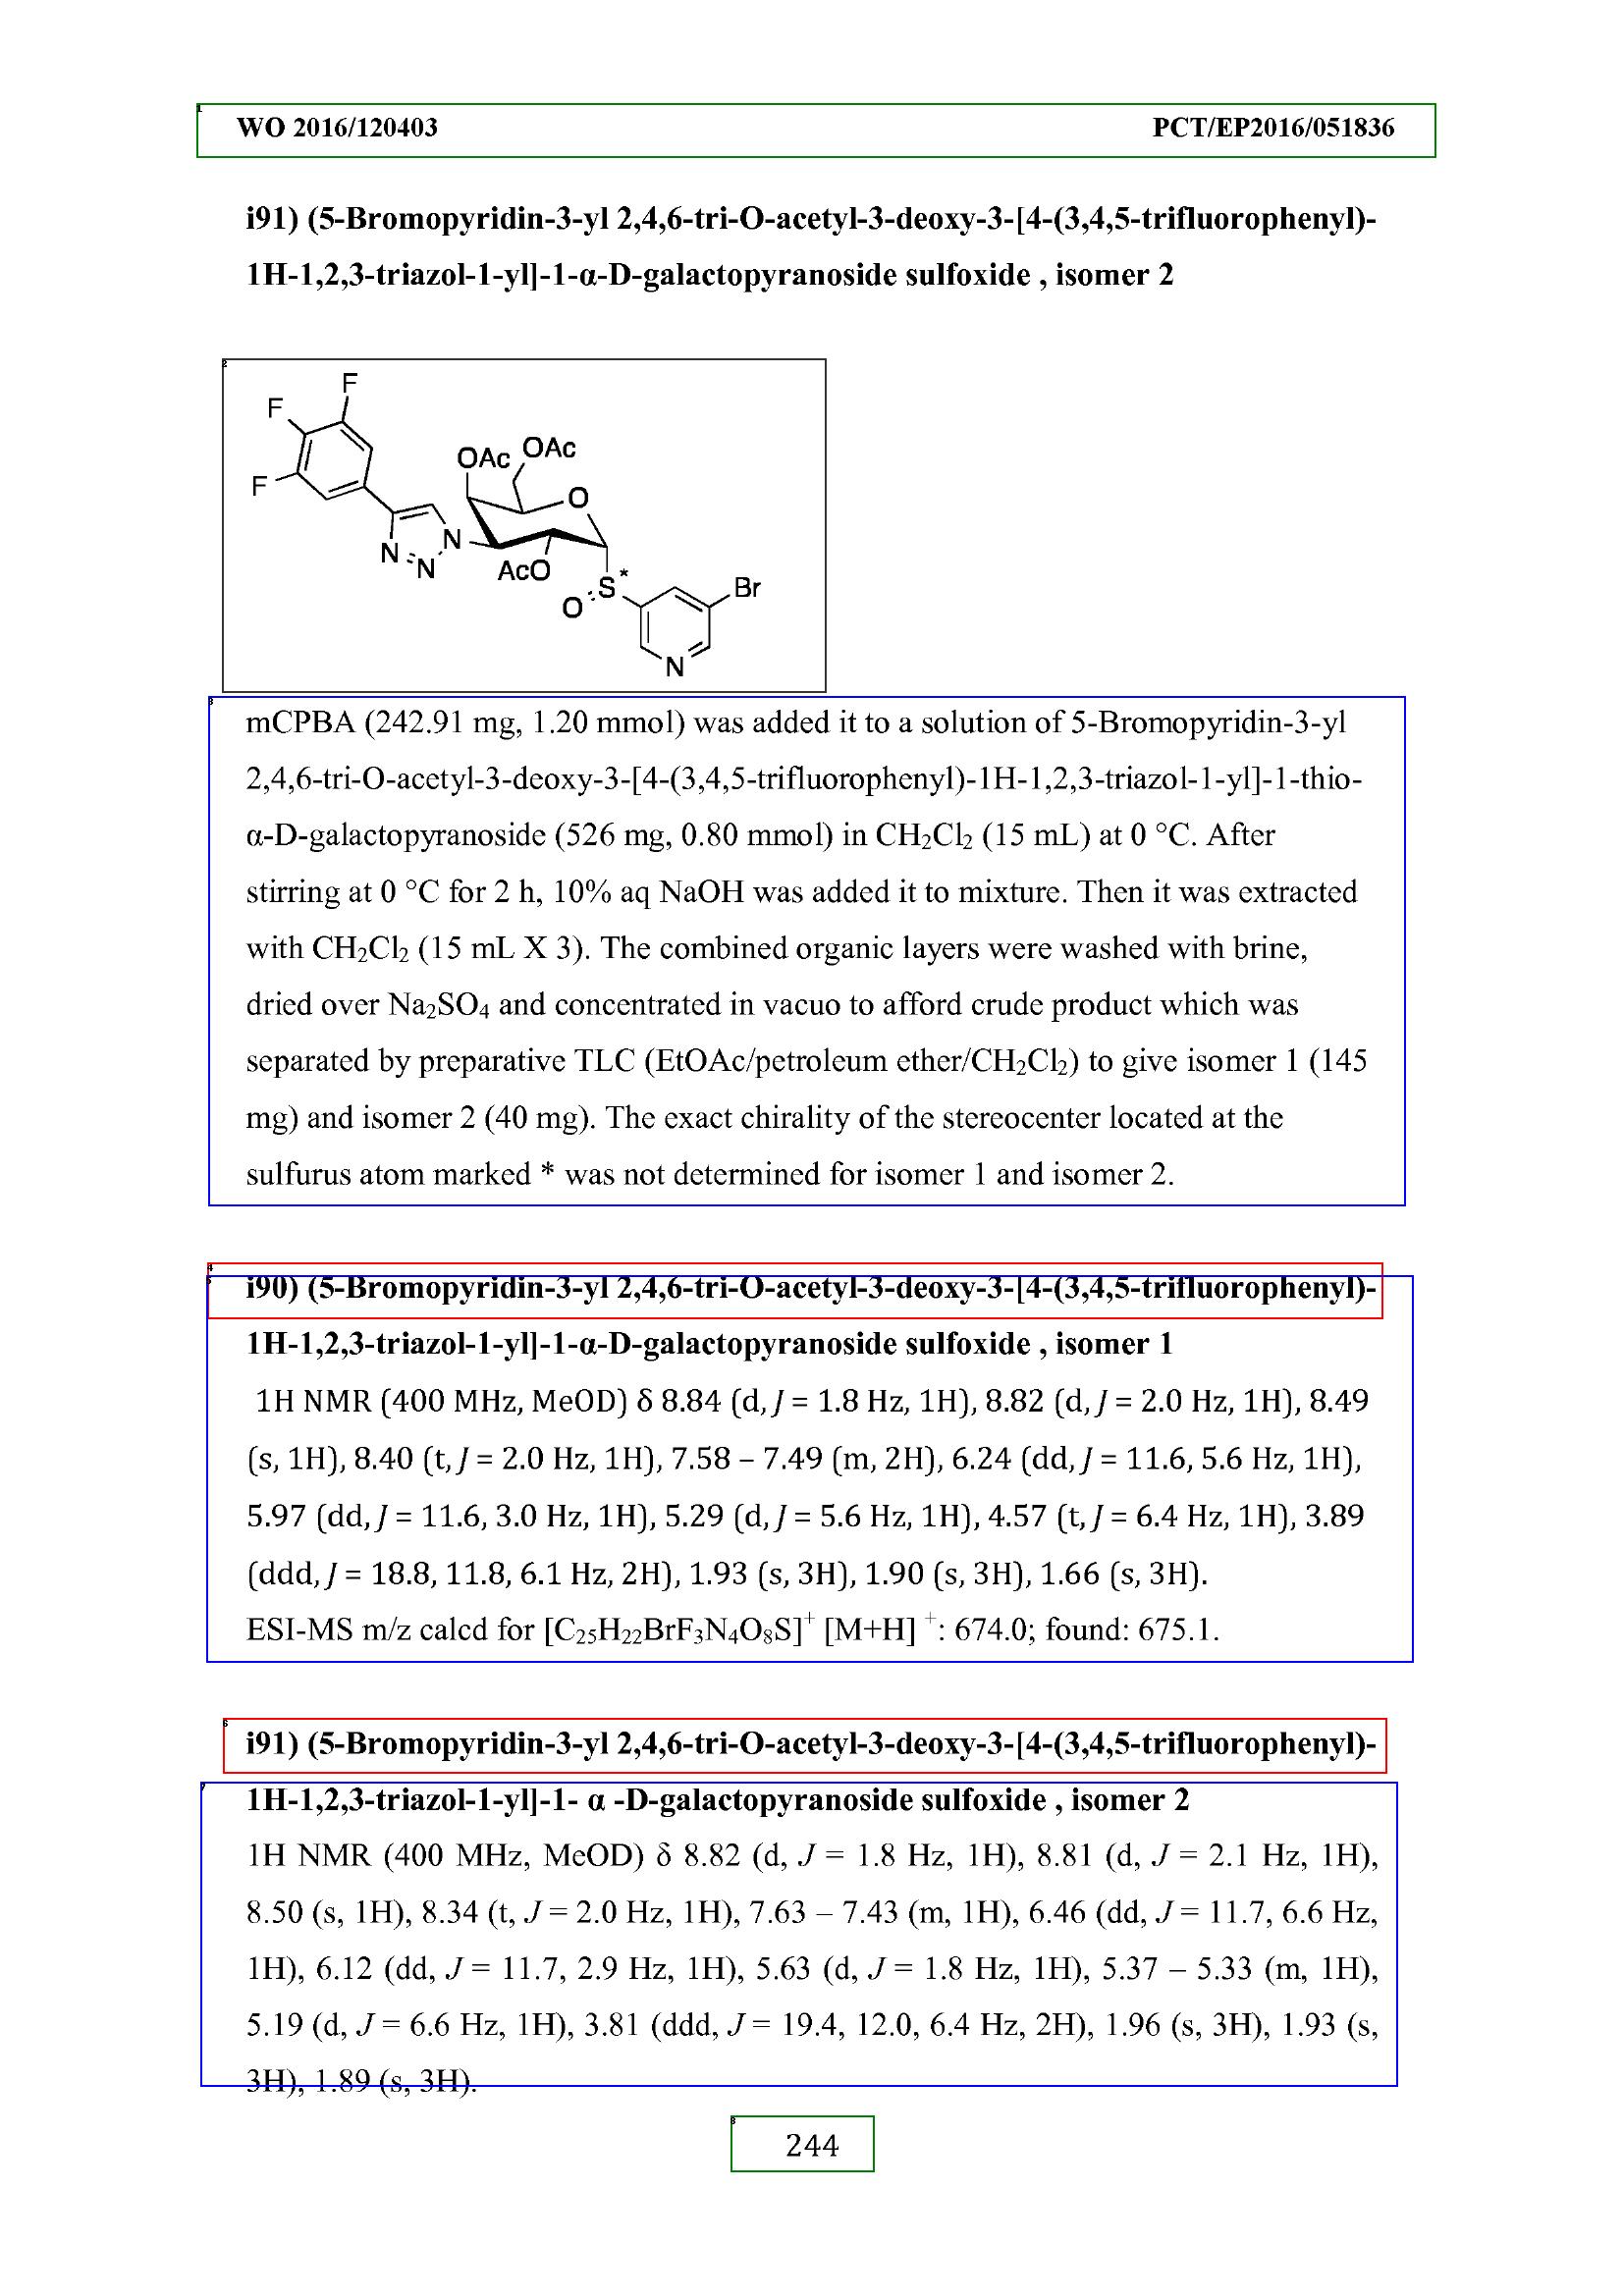 WO 2016/120403 PCT/EP2016/051836
i91) (5-Bromopyridin-3-yl 2,4,6-tri-O-acetyl-3-deoxy-3-[4-(3,4,5-trifluorophenyl)-
1H-1,2,3-triazol-1-yl]-1-α-D-galactopyranoside sulfoxide , isomer 2
F
F
F
OAc
OAc
O
N
N
N
AcO
S*
O
Br
N
mCPBA (242.91 mg, 1.20 mmol) was added it to a solution of 5-Bromopyridin-3-yl
2,4,6-tri-O-acetyl-3-deoxy-3-[4-(3,4,5-trifluorophenyl)-1H-1,2,3-triazol-1-yl]-1-thio-
α-D-galactopyranoside (526 mg, 0.80 mmol) in CH₂Cl₂ (15 mL) at 0 °C. After
stirring at 0 °C for 2 h, 10% aq NaOH was added it to mixture. Then it was extracted
with CH₂Cl₂ (15 mL X 3). The combined organic layers were washed with brine,
dried over Na₂SO₄ and concentrated in vacuo to afford crude product which was
separated by preparative TLC (EtOAc/petroleum ether/CH₂Cl₂) to give isomer 1 (145
mg) and isomer 2 (40 mg). The exact chirality of the stereocenter located at the
sulfurus atom marked * was not determined for isomer 1 and isomer 2.
i90) (5-Bromopyridin-3-yl 2,4,6-tri-O-acetyl-3-deoxy-3-[4-(3,4,5-trifluorophenyl)-
1H-1,2,3-triazol-1-yl]-1-α-D-galactopyranoside sulfoxide , isomer 1
1H NMR (400 MHz, MeOD) δ 8.84 (d, J = 1.8 Hz, 1H), 8.82 (d, J = 2.0 Hz, 1H), 8.49
(s, 1H), 8.40 (t, J = 2.0 Hz, 1H), 7.58 – 7.49 (m, 2H), 6.24 (dd, J = 11.6, 5.6 Hz, 1H),
5.97 (dd, J = 11.6, 3.0 Hz, 1H), 5.29 (d, J = 5.6 Hz, 1H), 4.57 (t, J = 6.4 Hz, 1H), 3.89
(ddd, J = 18.8, 11.8, 6.1 Hz, 2H), 1.93 (s, 3H), 1.90 (s, 3H), 1.66 (s, 3H).
ESI-MS m/z calcd for [C₂₅H₂₂BrF₃N₄O₈S]⁺ [M+H] ⁺: 674.0; found: 675.1.
i91) (5-Bromopyridin-3-yl 2,4,6-tri-O-acetyl-3-deoxy-3-[4-(3,4,5-trifluorophenyl)-
1H-1,2,3-triazol-1-yl]-1- α -D-galactopyranoside sulfoxide , isomer 2
1H NMR (400 MHz, MeOD) δ 8.82 (d, J = 1.8 Hz, 1H), 8.81 (d, J = 2.1 Hz, 1H),
8.50 (s, 1H), 8.34 (t, J = 2.0 Hz, 1H), 7.63 – 7.43 (m, 1H), 6.46 (dd, J = 11.7, 6.6 Hz,
1H), 6.12 (dd, J = 11.7, 2.9 Hz, 1H), 5.63 (d, J = 1.8 Hz, 1H), 5.37 – 5.33 (m, 1H),
5.19 (d, J = 6.6 Hz, 1H), 3.81 (ddd, J = 19.4, 12.0, 6.4 Hz, 2H), 1.96 (s, 3H), 1.93 (s,
3H), 1.89 (s, 3H).
244